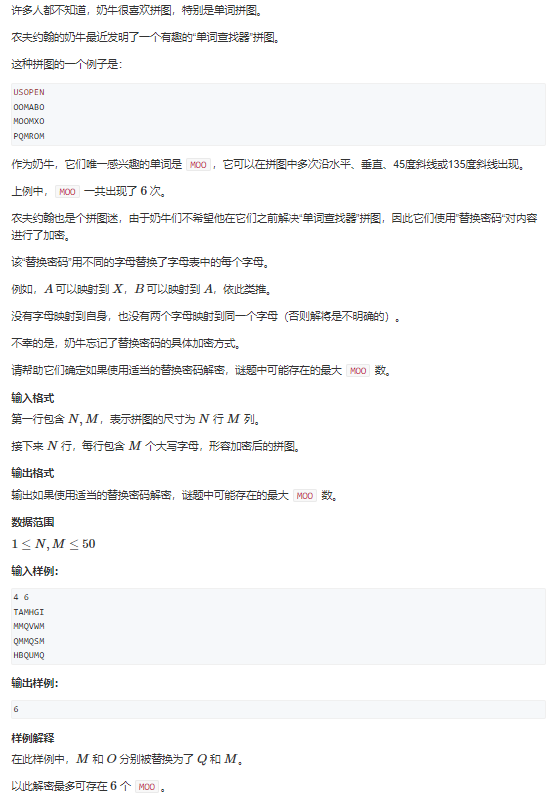 许多人都不知道，奶牛很喜欢拼图，特别是单词拼图。
农夫约翰的奶牛最近发明了一个有趣的“单词查找器”拼图。
这种拼图的一个例子是：
USOPEN
OOMABO
MOOMXO
PQMROM
作为奶牛，它们唯一感兴趣的单词是 MOO ，它可以在拼图中多次沿水平、垂直、45度斜线或135度斜线出现。
上例中， MOO 一共出现了 6 次。
农夫约翰也是个拼图迷，由于奶牛们不希望他在它们之前解决“单词查找器”拼图，因此它们使用”替换密码“对内容
进行了加密。
该“替换密码”用不同的字母替换了字母表中的每个字母。
例如，A 可以映射到 X，B 可以映射到 A，依此类推。
没有字母映射到自身，也没有两个字母映射到同一个字母（否则解将是不明确的）。
不幸的是，奶牛忘记了替换密码的具体加密方式。
请帮助它们确定如果使用适当的替换密码解密，谜题中可能存在的最大 MOO 数。
输入格式
第一行包含 N, M，表示拼图的尺寸为 N 行 M 列。
接下来 N 行，每行包含 M 个大写字母，形容加密后的拼图。
输出格式
输出如果使用适当的替换密码解密，谜题中可能存在的最大 MOO 数。
数据范围
1 ≤ N, M ≤ 50
输入样例：
4 6
TAMHGI
MMQVWM
QMMQSM
HBQUMQ
输出样例：
6
样例解释
在此样例中，M 和 O 分别被替换为了 Q 和 M。
以此解密最多可存在 6 个 MOO 。